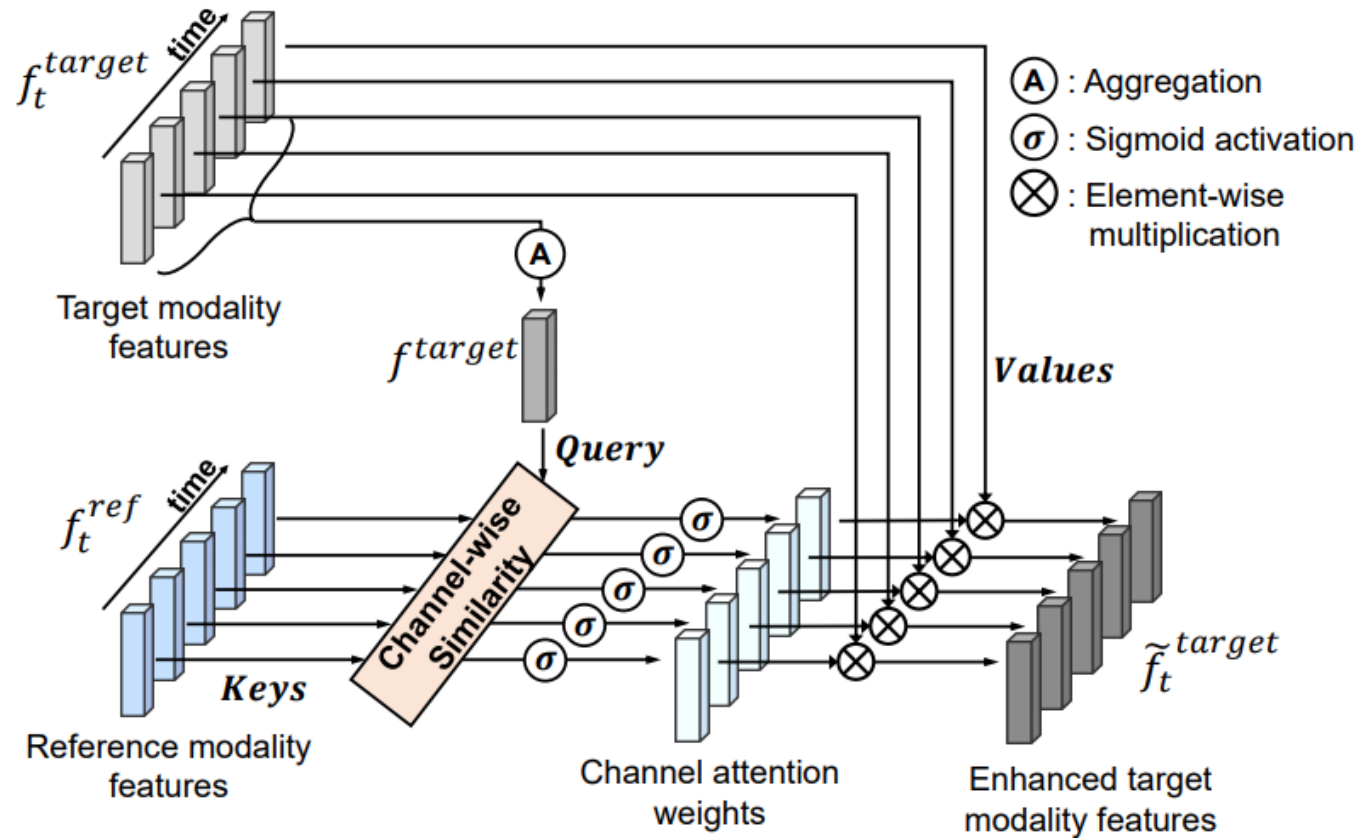 time
f_t^{target}
Target modality
features
A
f^{target}
Query
Values
A : Aggregation
σ : Sigmoid activation
⊗ : Element-wise
multiplication
time
f_t^{ref}
Keys
Reference modality
features
Channel-wise
Similarity
σ
σ
σ
σ
σ
Channel attention
weights
f̃_t^{target}
Enhanced target
modality features